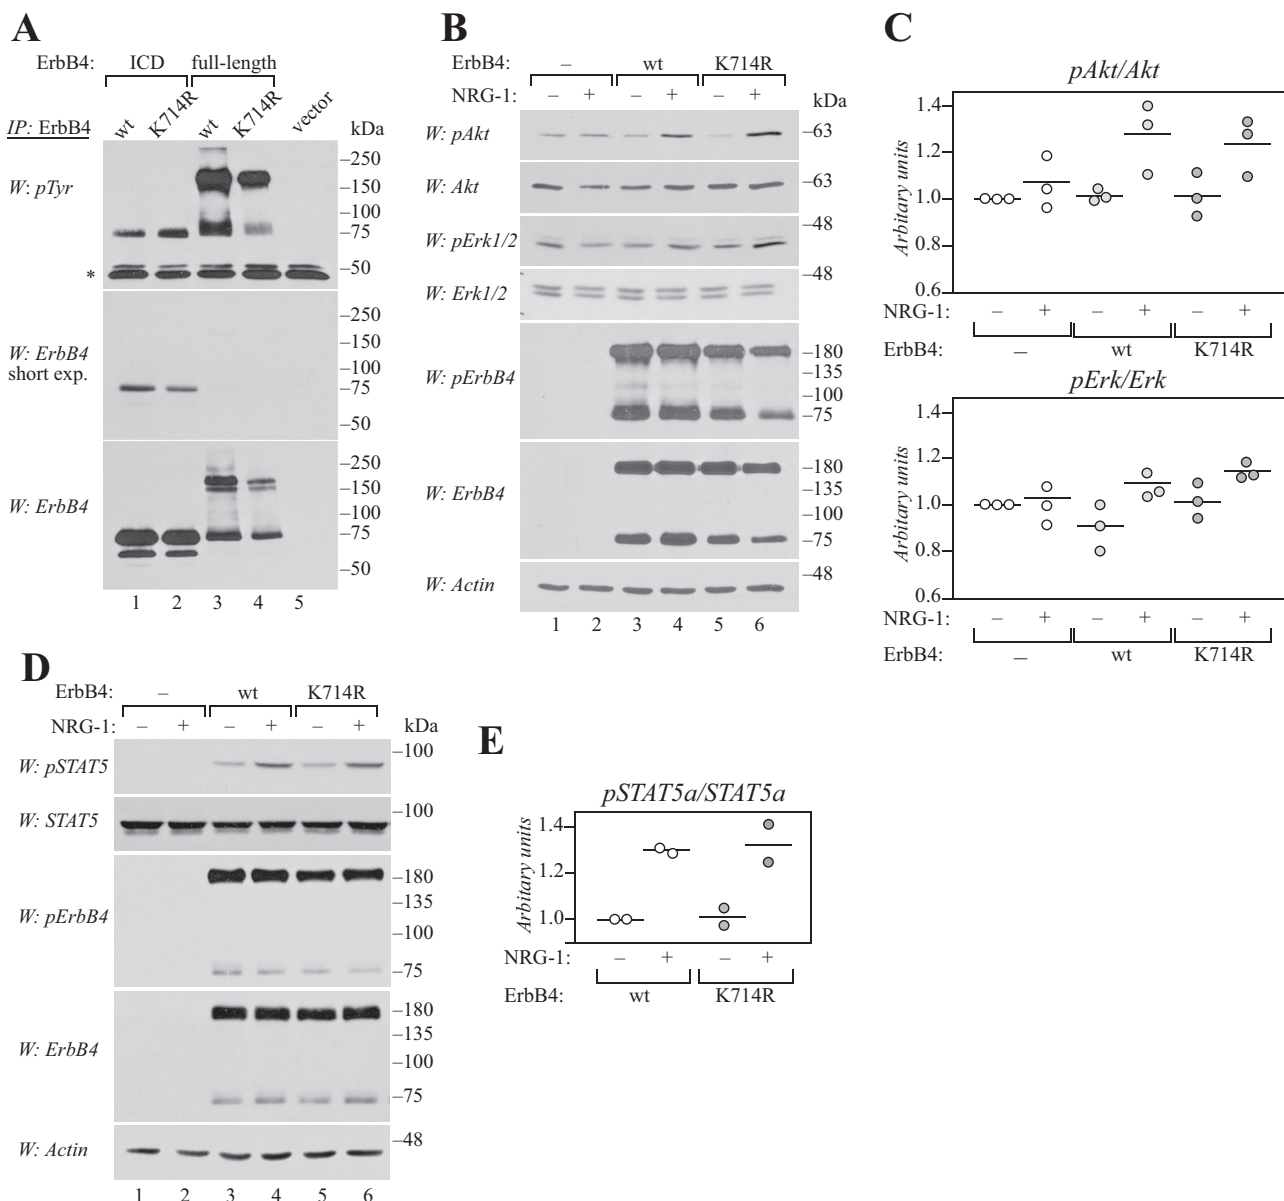 A
ErbB4: ICD full-length
IP: ErbB4 wt K714R wt K714R vector kDa
W: pTyr
–250
–150
–100
–75
–50
*
W: ErbB4
short exp.
–250
–150
–100
–75
–50
W: ErbB4
–250
–150
–100
–75
–50
1 2 3 4 5
B
ErbB4: – wt K714R
NRG-1: – + – + – + kDa
W: pAkt –63
W: Akt –63
–48
W: pErk1/2
–48
W: Erk1/2
W: pErbB4
–180
–135
–100
–75
W: ErbB4
–180
–135
–100
–75
–48
W: Actin
1 2 3 4 5 6
C
pAkt/Akt
Arbitary units
1.4
1.2
1.0
0.8
0.6
NRG-1: – + – + – +
ErbB4: – wt K714R
pErk/Erk
Arbitary units
1.4
1.2
1.0
0.8
0.6
NRG-1: – + – + – +
ErbB4: – wt K714R
D
ErbB4: – wt K714R
NRG-1: – + – + – + kDa
–100
W: pSTAT5
–100
W: STAT5
W: pErbB4
–180
–135
–100
–75
W: ErbB4
–180
–135
–100
–75
–48
W: Actin
1 2 3 4 5 6
E
pSTAT5a/STAT5a
Arbitary units
1.4
1.2
1.0
NRG-1: – + – +
ErbB4: wt K714R